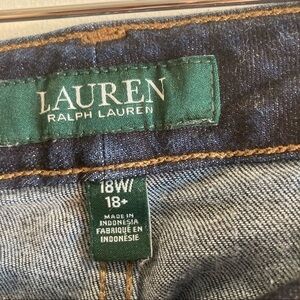 LAUREN
RALPH LAUREN
18W/
18+
MADE IN
INDONESIA
FABRIQUÉ EN
INDONÉSIE